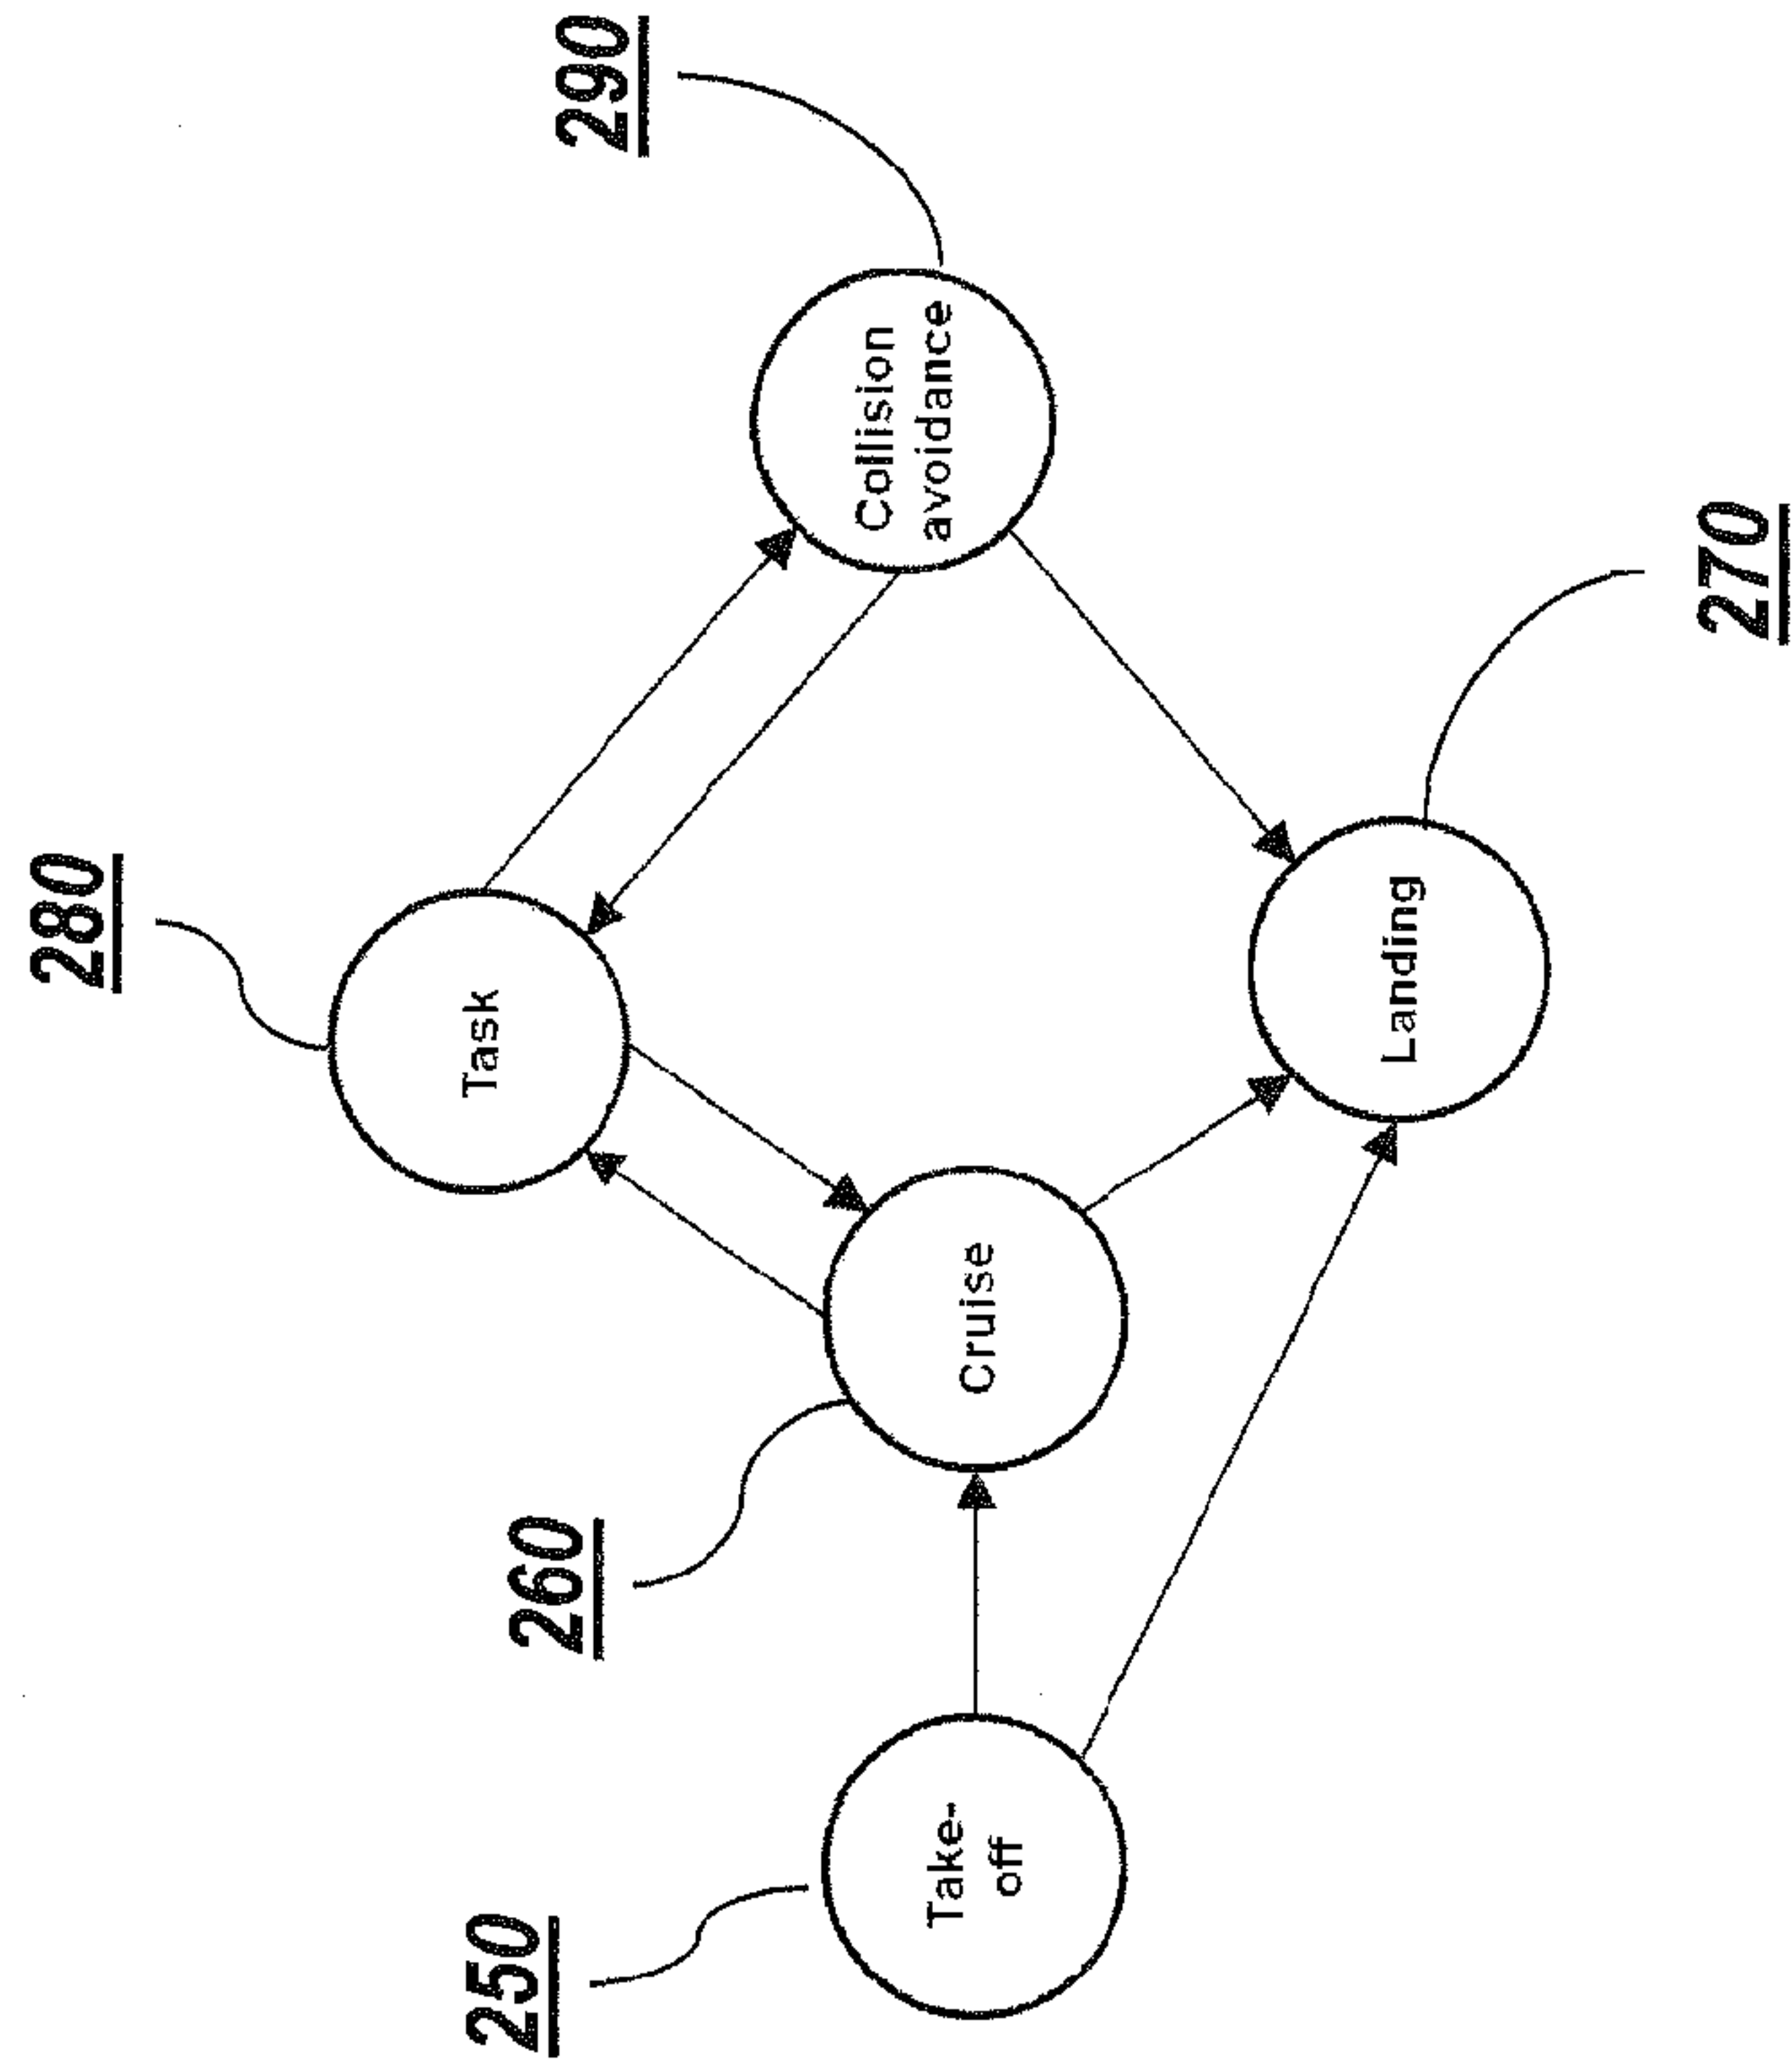 280
290
Task
Collision
avoidance
260
250
Cruise
Take-
off
Landing
270